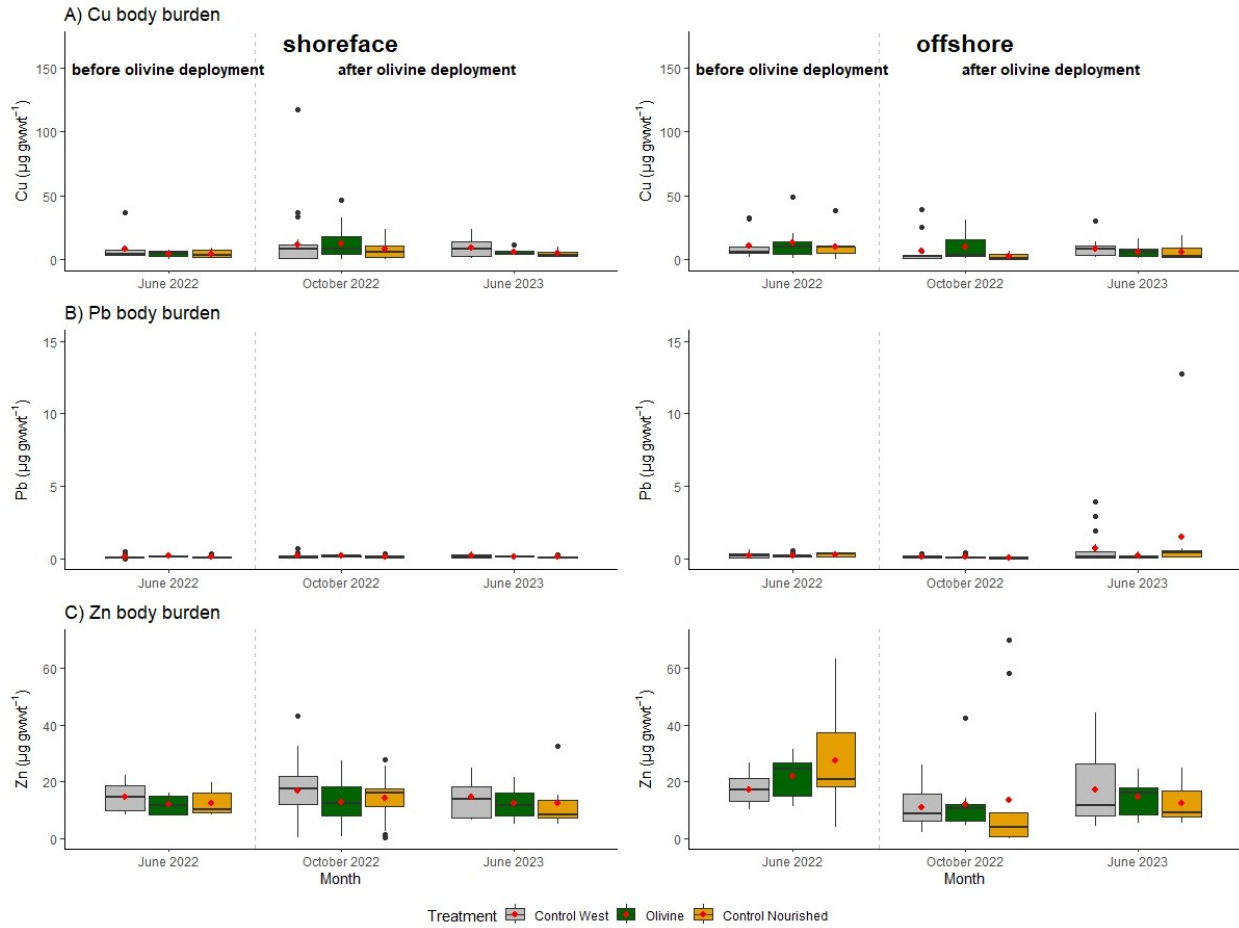 A) Cu body burden
shoreface
offshore
before olivine deployment
after olivine deployment
before olivine deployment
after olivine deployment
150
100
50
0
Cu (µg gwwt⁻¹)
June 2022
October 2022
June 2023
150
100
50
0
Cu (µg gwwt⁻¹)
June 2022
October 2022
June 2023
B) Pb body burden
15
10
5
0
Pb (µg gwwt⁻¹)
June 2022
October 2022
June 2023
15
10
5
0
Pb (µg gwwt⁻¹)
June 2022
October 2022
June 2023
C) Zn body burden
60
40
20
0
Zn (µg gwwt⁻¹)
June 2022
October 2022
June 2023
Month
60
40
20
0
Zn (µg gwwt⁻¹)
June 2022
October 2022
June 2023
Month
Treatment Control West Olivine Control Nourished